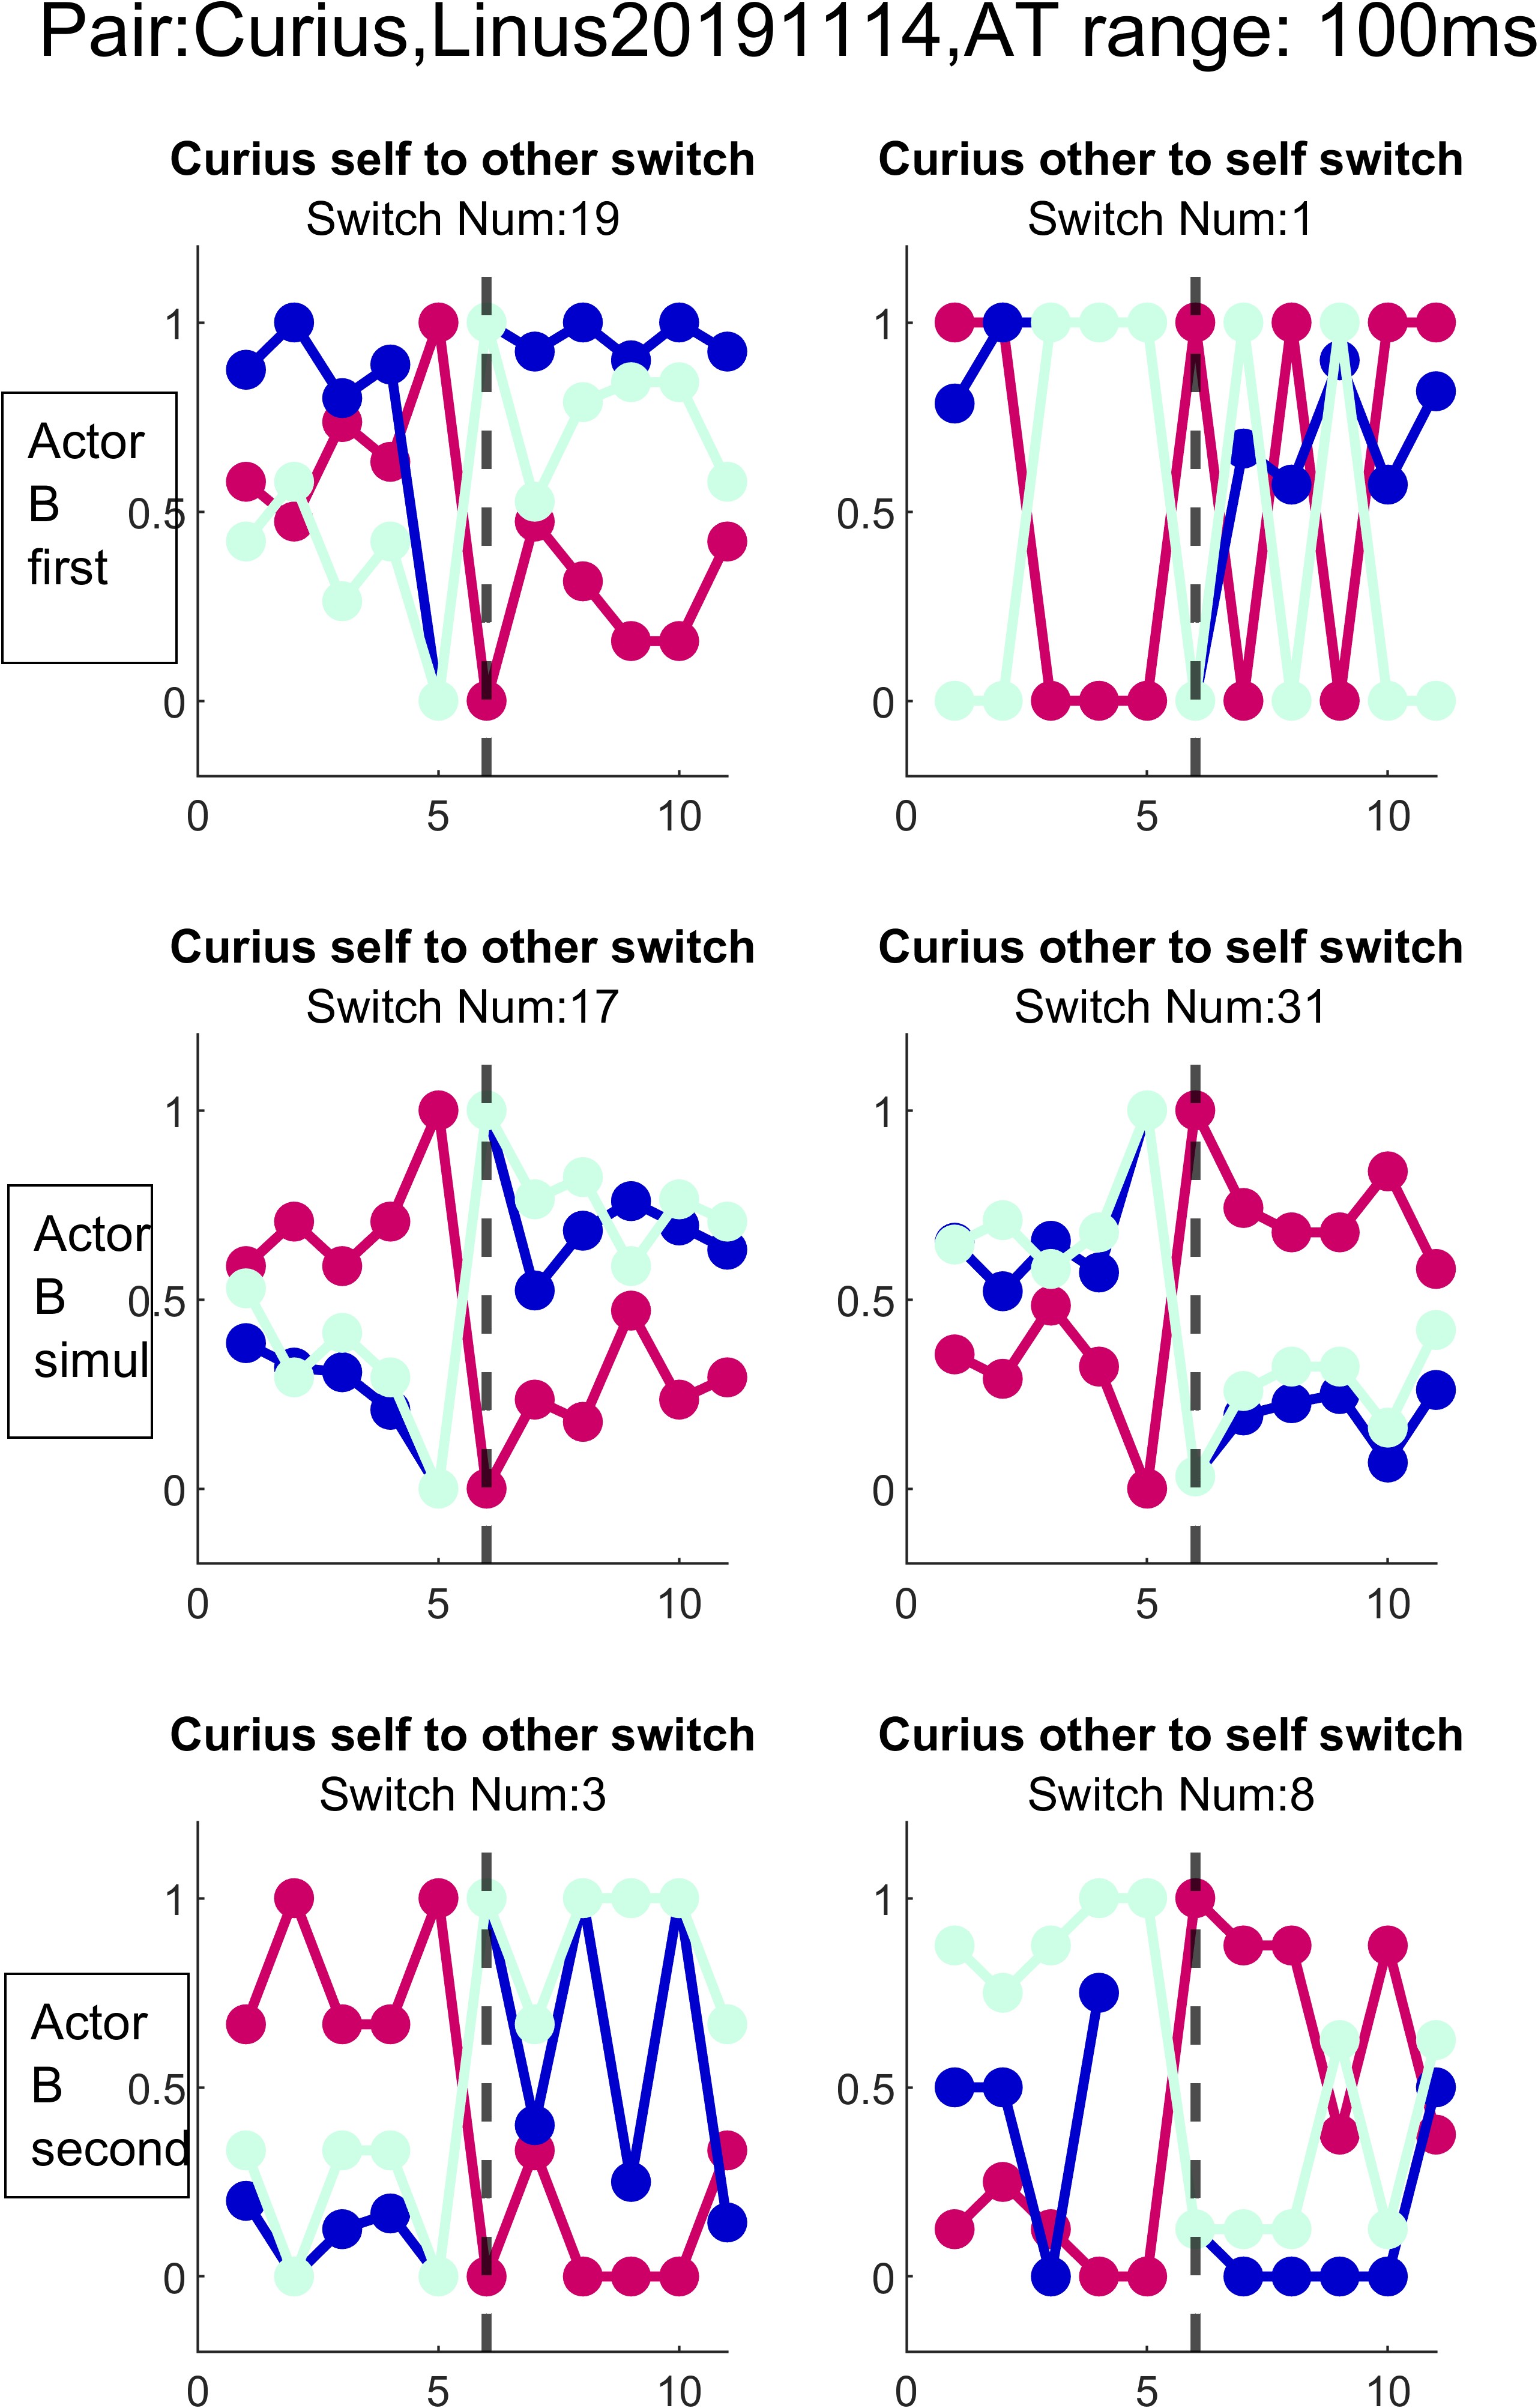 Pair:Curius,Linus20191114,AT range: 100ms
Curius self to other switch
Switch Num:19
Curius other to self switch
Switch Num:1
Actor
B
first
1
0.5
0
0
5
10
1
0.5
0
0
5
10
Curius self to other switch
Switch Num:17
Curius other to self switch
Switch Num:31
Actor
B
simul
1
0.5
0
0
5
10
1
0.5
0
0
5
10
Curius self to other switch
Switch Num:3
Curius other to self switch
Switch Num:8
Actor
B
second
1
0.5
0
0
5
10
1
0.5
0
0
5
10